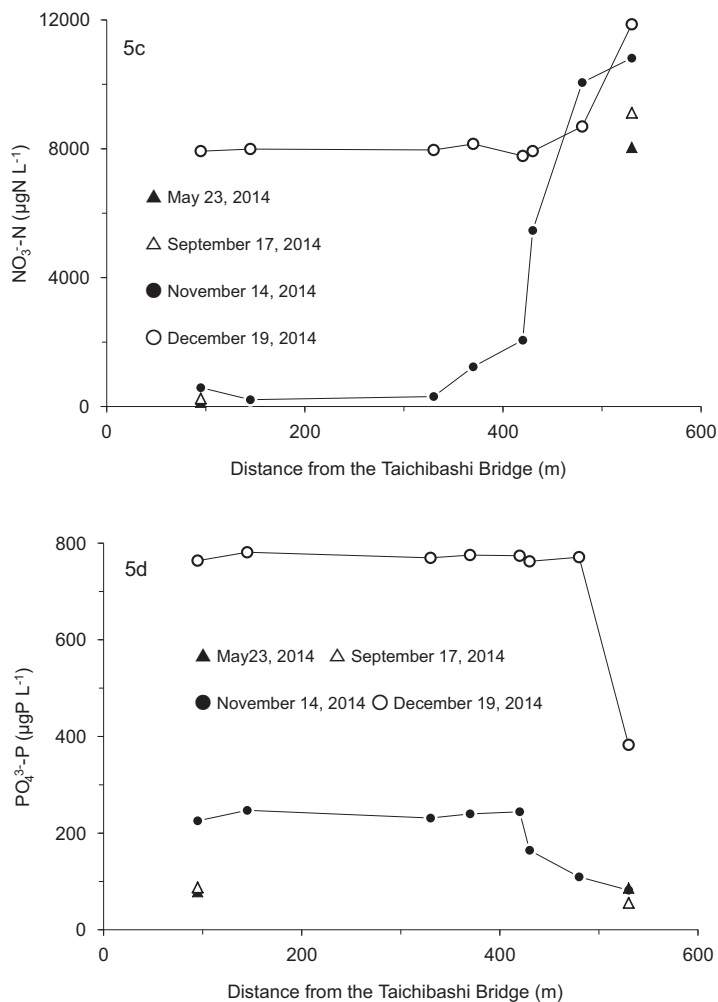 5c
12000
8000
4000
0
NO₃⁻-N (µgN L⁻¹)
May 23, 2014
September 17, 2014
November 14, 2014
December 19, 2014
0 200 400 600
Distance from the Taichibashi Bridge (m)
5d
800
600
400
200
0
PO₄³⁻-P (µgP L⁻¹)
May23, 2014 September 17, 2014
November 14, 2014 December 19, 2014
0 200 400 600
Distance from the Taichibashi Bridge (m)